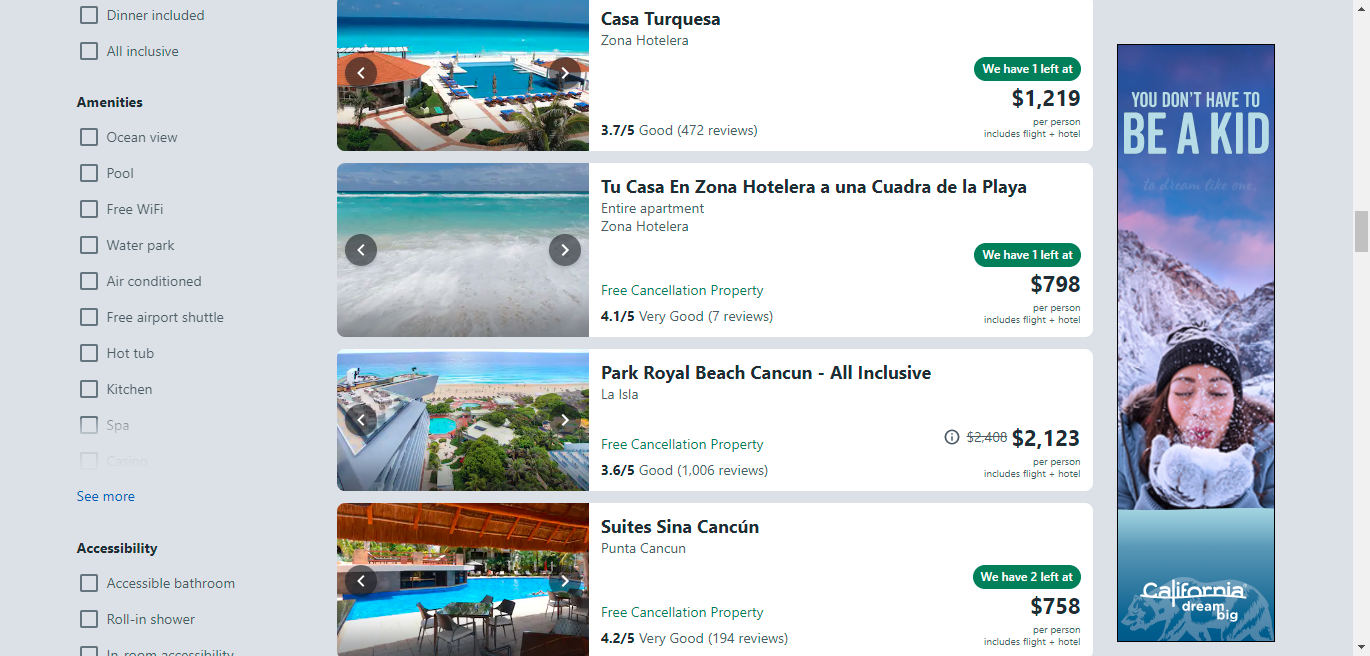 Dinner included
All inclusive
Amenities
Ocean view
Pool
Free WiFi
Water park
Air conditioned
Free airport shuttle
Hot tub
Kitchen
Spa
Casino
See more
Accessibility
Accessible bathroom
Roll-in shower
In-room accessibility
Casa Turquesa
Zona Hotelera
We have 1 left at
$1,219
per person
includes flight + hotel
3.7/5 Good (472 reviews)
Tu Casa En Zona Hotelera a una Cuadra de la Playa
Entire apartment
Zona Hotelera
We have 1 left at
$798
per person
includes flight + hotel
Free Cancellation Property
4.1/5 Very Good (7 reviews)
Park Royal Beach Cancun - All Inclusive
La Isla
$2,408 $2,123
per person
includes flight + hotel
Free Cancellation Property
3.6/5 Good (1,006 reviews)
Suites Sina Cancún
Punta Cancun
We have 2 left at
$758
per person
includes flight + hotel
Free Cancellation Property
4.2/5 Very Good (194 reviews)
YOU DON'T HAVE TO
BE A KID
to dream like one.
California
dream
big